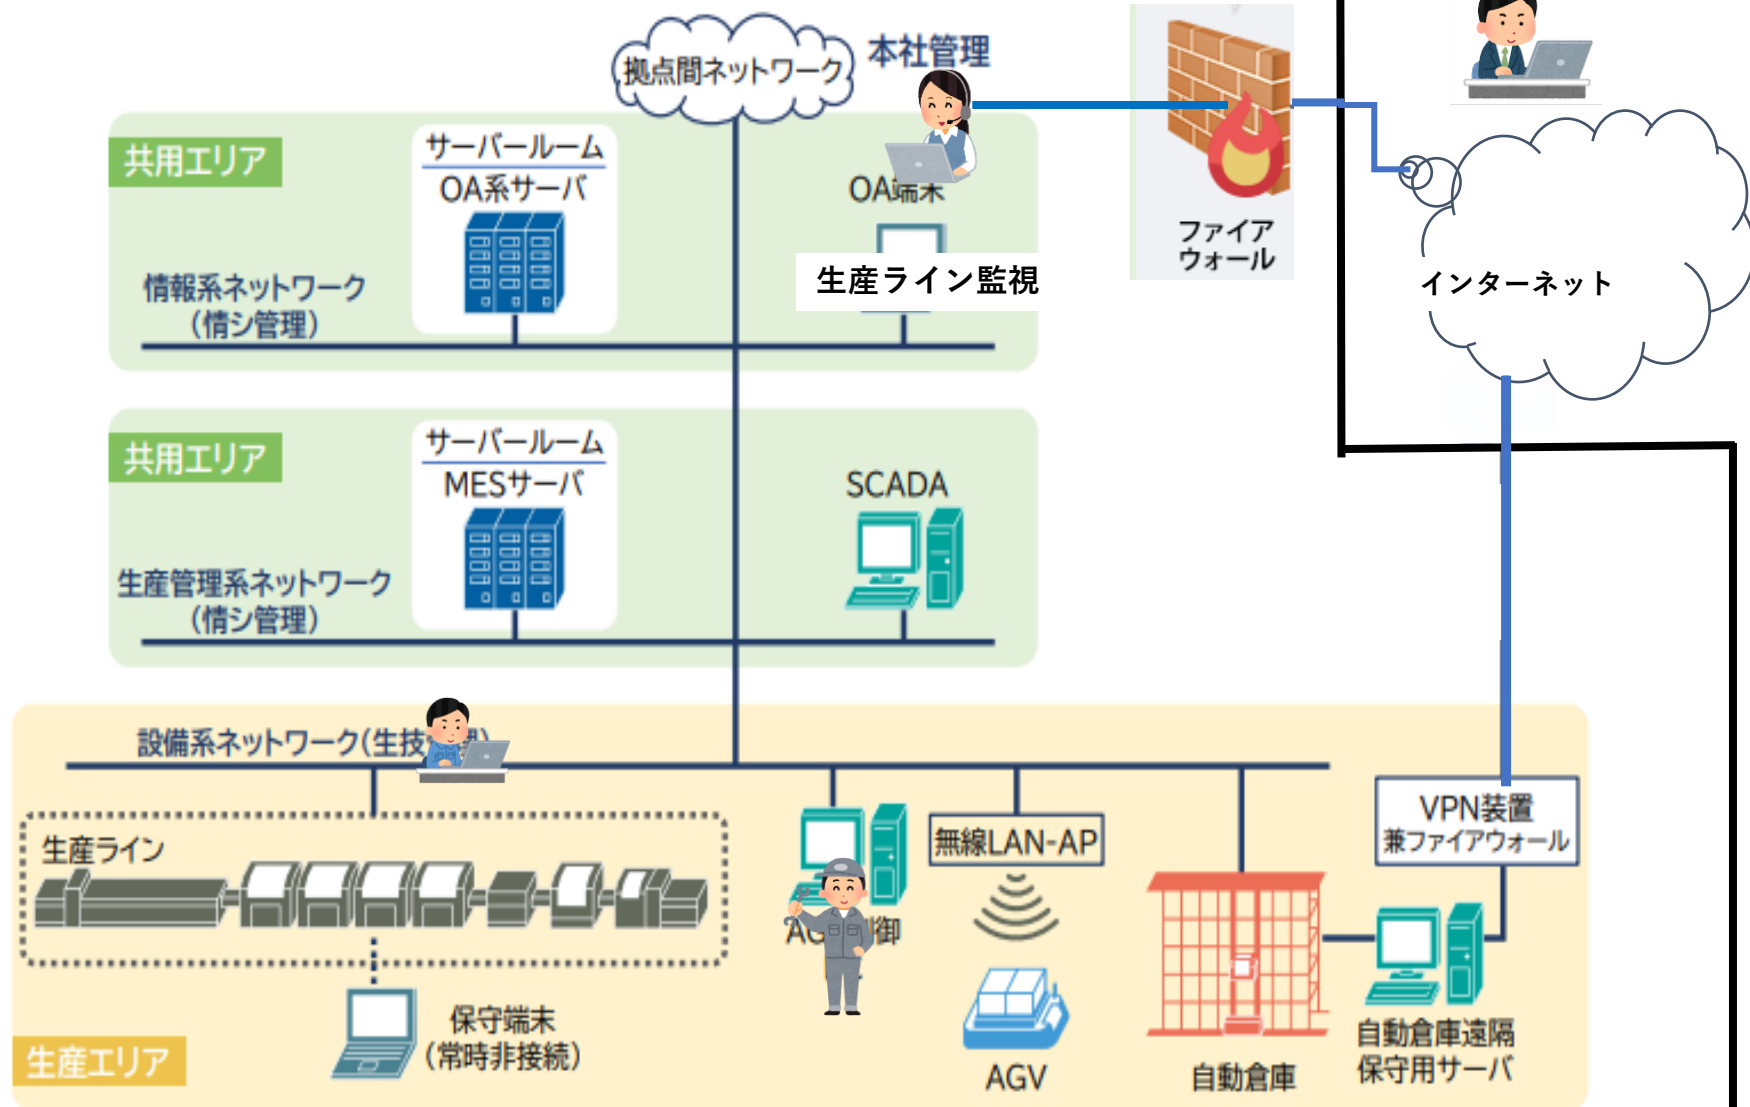 拠点間ネットワーク
本社管理
共用エリア
サーバールーム
OA系サーバ
OA端末
ファイア
ウォール
情報系ネットワーク
(情シ管理)
生産ライン監視
インターネット
共用エリア
サーバールーム
MESサーバ
SCADA
生産管理系ネットワーク
(情シ管理)
設備系ネットワーク(生技
VPN装置
兼ファイアウォール
生産ライン
無線LAN-AP
御
保守端末
(常時非接続)
AGV
自動倉庫
自動倉庫遠隔
保守用サーバ
生産エリア